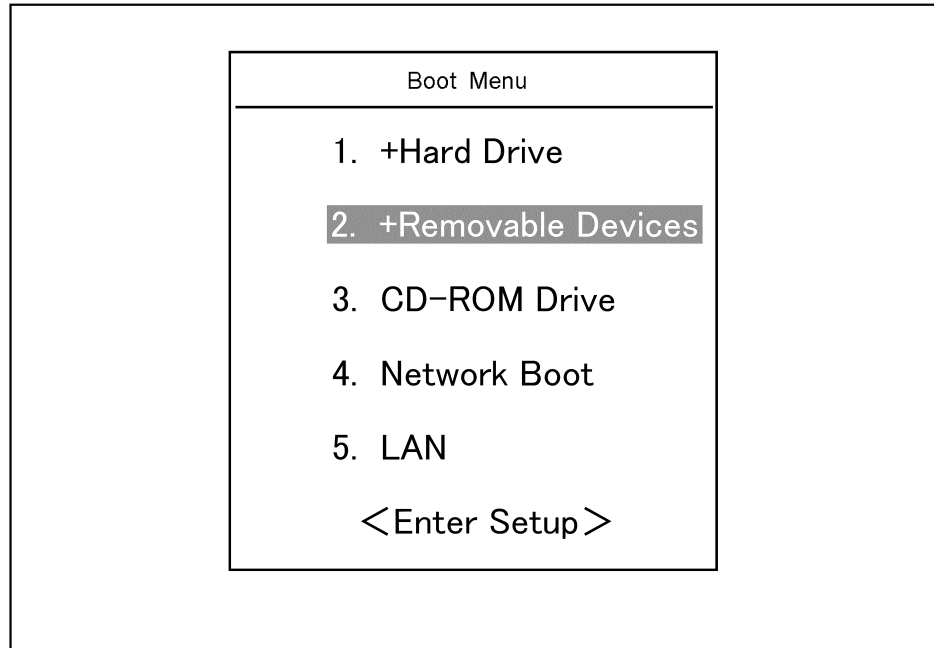 Boot Menu
1. +Hard Drive
2. +Removable Devices
3. CD-ROM Drive
4. Network Boot
5. LAN
<Enter Setup>